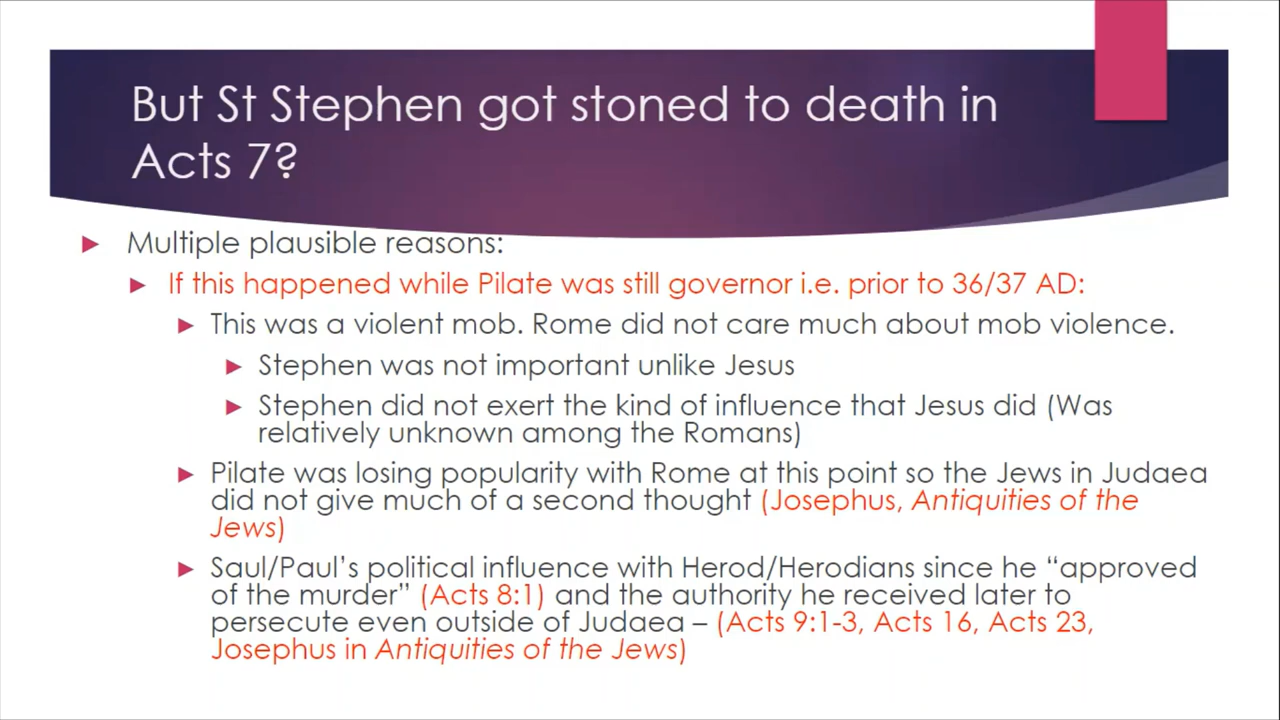 But St Stephen got stoned to death in
Acts 7?
Multiple plausible reasons:
If this happened while Pilate was still governor i.e. prior to 36/37 AD:
This was a violent mob. Rome did not care much about mob violence.
Stephen was not important unlike Jesus
Stephen did not exert the kind of influence that Jesus did (Was
relatively unknown among the Romans)
Pilate was losing popularity with Rome at this point so the Jews in Judaea
did not give much of a second thought (Josephus, Antiquities of the
Jews)
Saul/Paul’s political influence with Herod/Herodians since he “approved
of the murder” (Acts 8:1) and the authority he received later to
persecute even outside of Judaea – (Acts 9:1-3, Acts 16, Acts 23,
Josephus in Antiquities of the Jews)